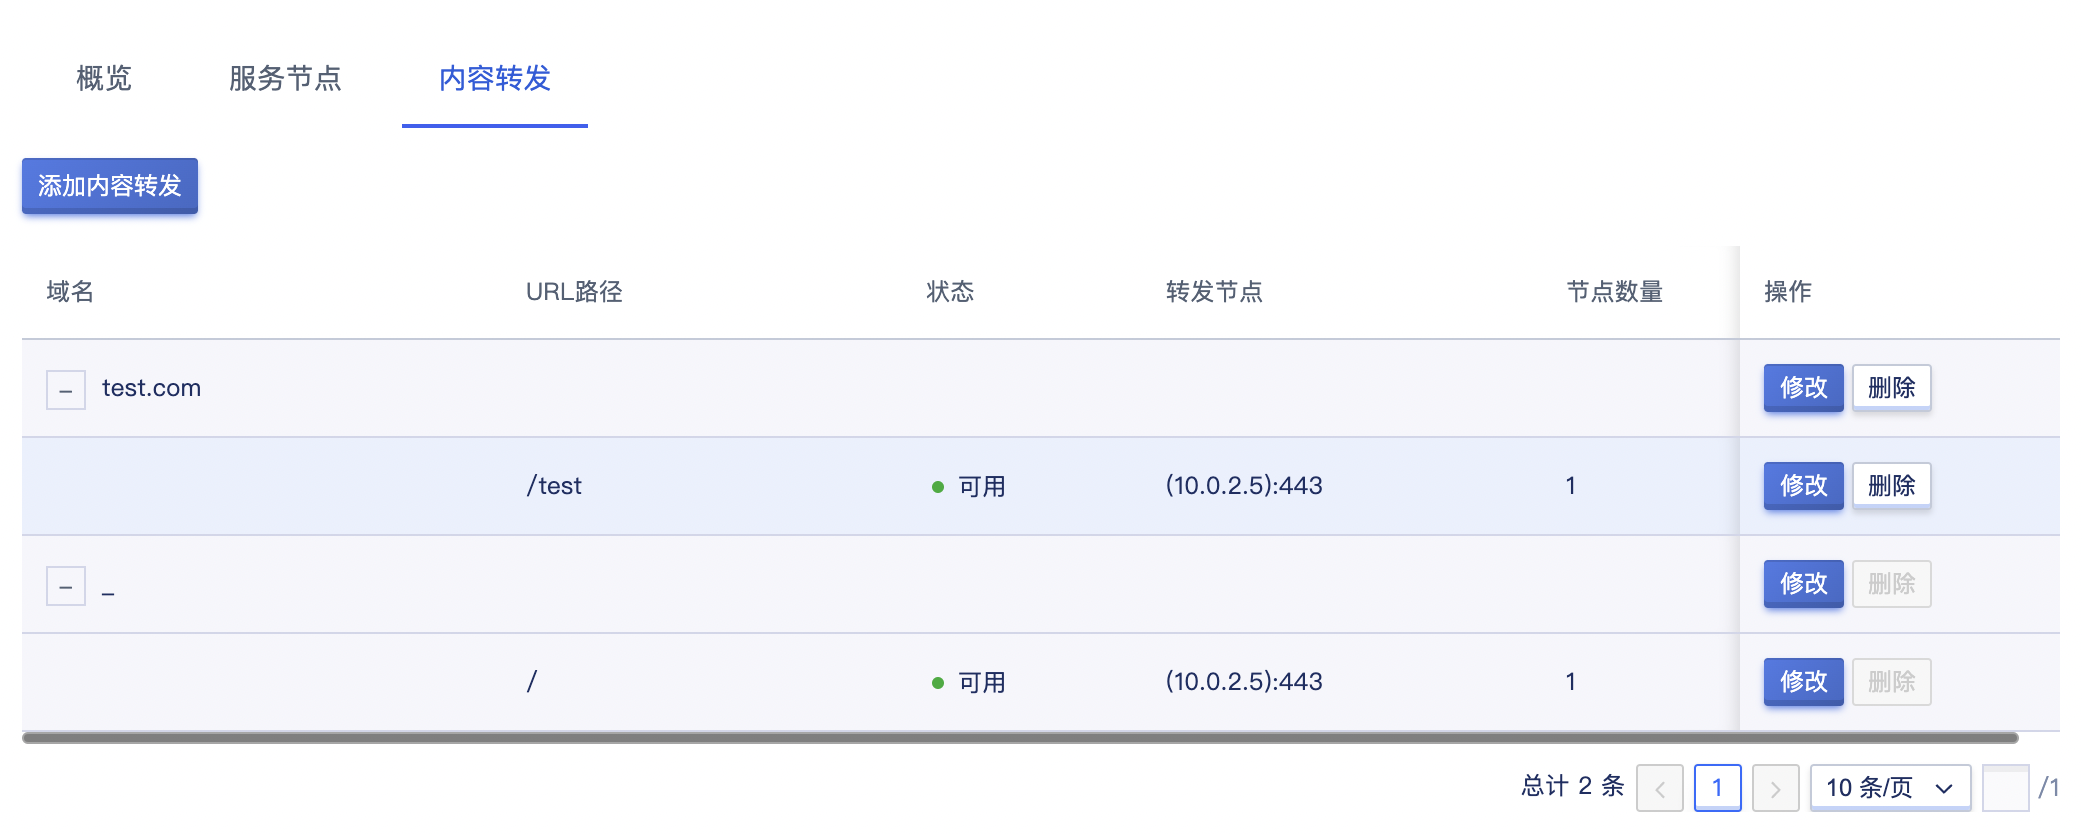 概览 服务节点 内容转发
添加内容转发
域名 URL路径 状态 转发节点 节点数量 操作
– test.com 修改 删除
/test 可用 (10.0.2.5):443 1 修改 删除
– _ 修改 删除
/ 可用 (10.0.2.5):443 1 修改 删除
总计 2 条 < 1 > 10 条/页 /1